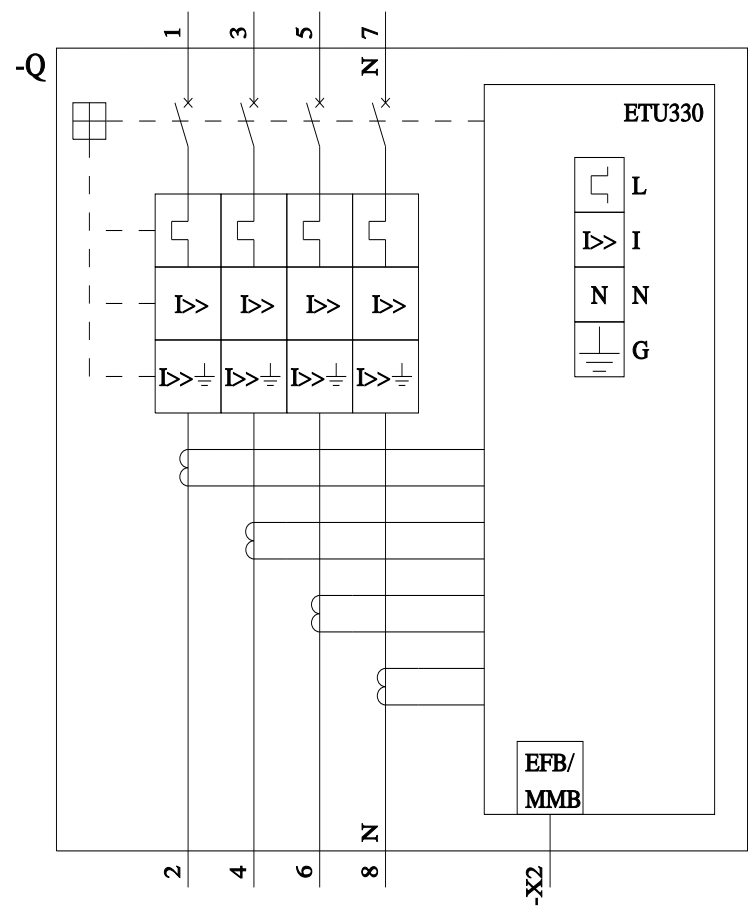 1 3 5 7
-Q
N
ETU330
L
I>> I
N N
I>> I>> I>> I>>
G
I>> I>> I>> I>>
EFB/
MMB
N
2 4 6 8
-X2